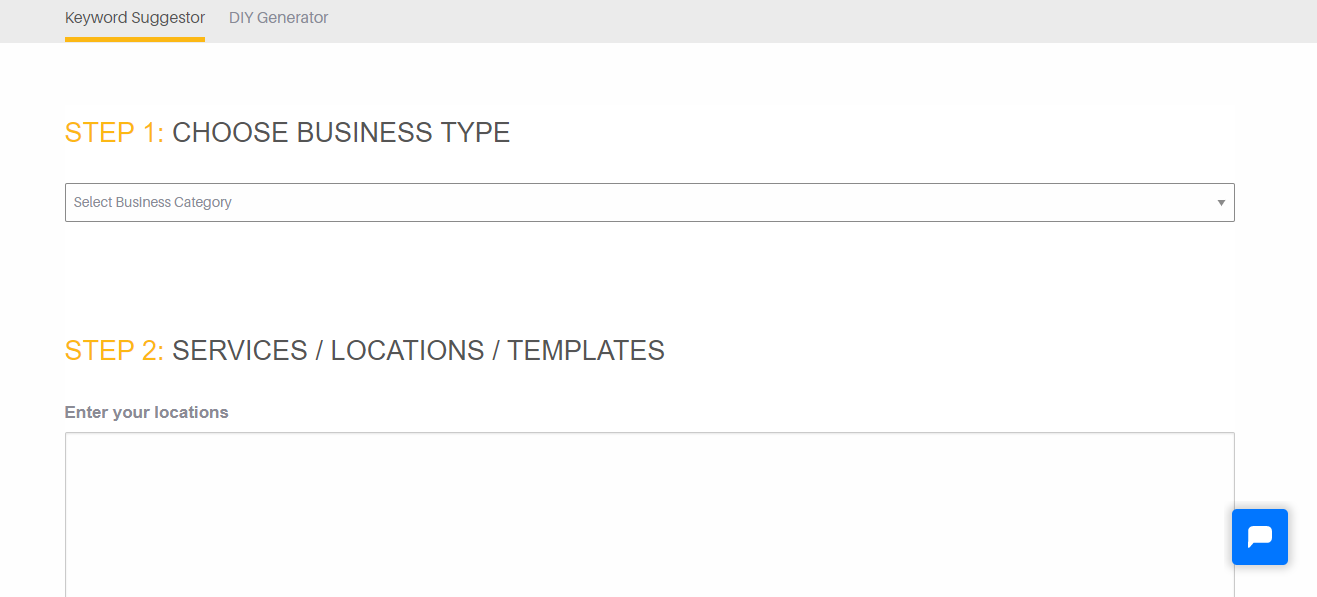 Keyword Suggestor DIY Generator
STEP 1: CHOOSE BUSINESS TYPE
Select Business Category
STEP 2: SERVICES / LOCATIONS / TEMPLATES
Enter your locations